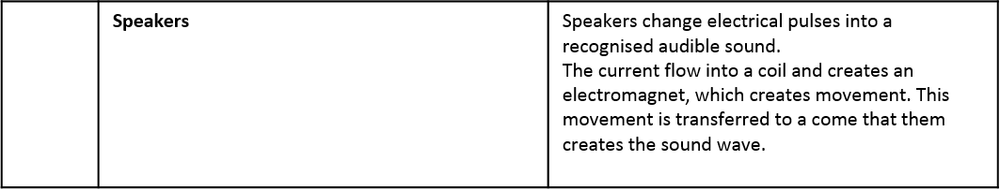 Speakers
Speakers change electrical pulses into a
recognised audible sound.
The current flow into a coil and creates an
electromagnet, which creates movement. This
movement is transferred to a come that them
creates the sound wave.